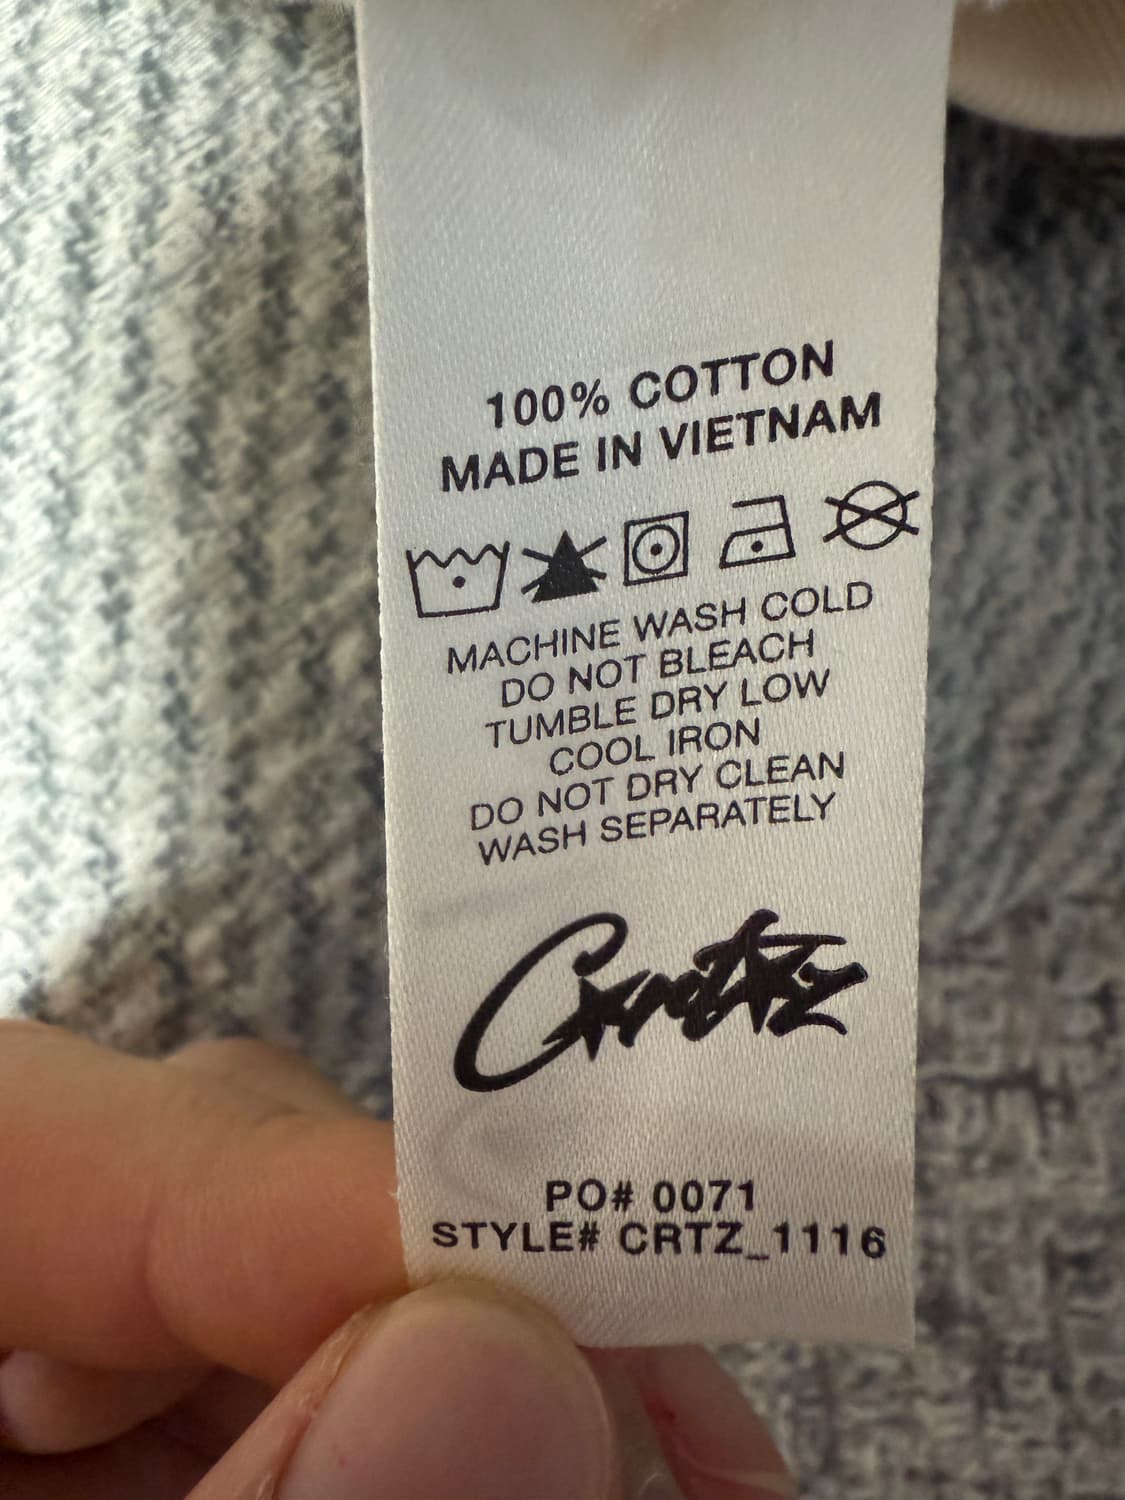 100% COTTON
MADE IN VIETNAM
MACHINE WASH COLD
DO NOT BLEACH
TUMBLE DRY LOW
COOL IRON
DO NOT DRY CLEAN
WASH SEPARATELY
Crrtz
PO# 0071
STYLE# CRTZ_1116